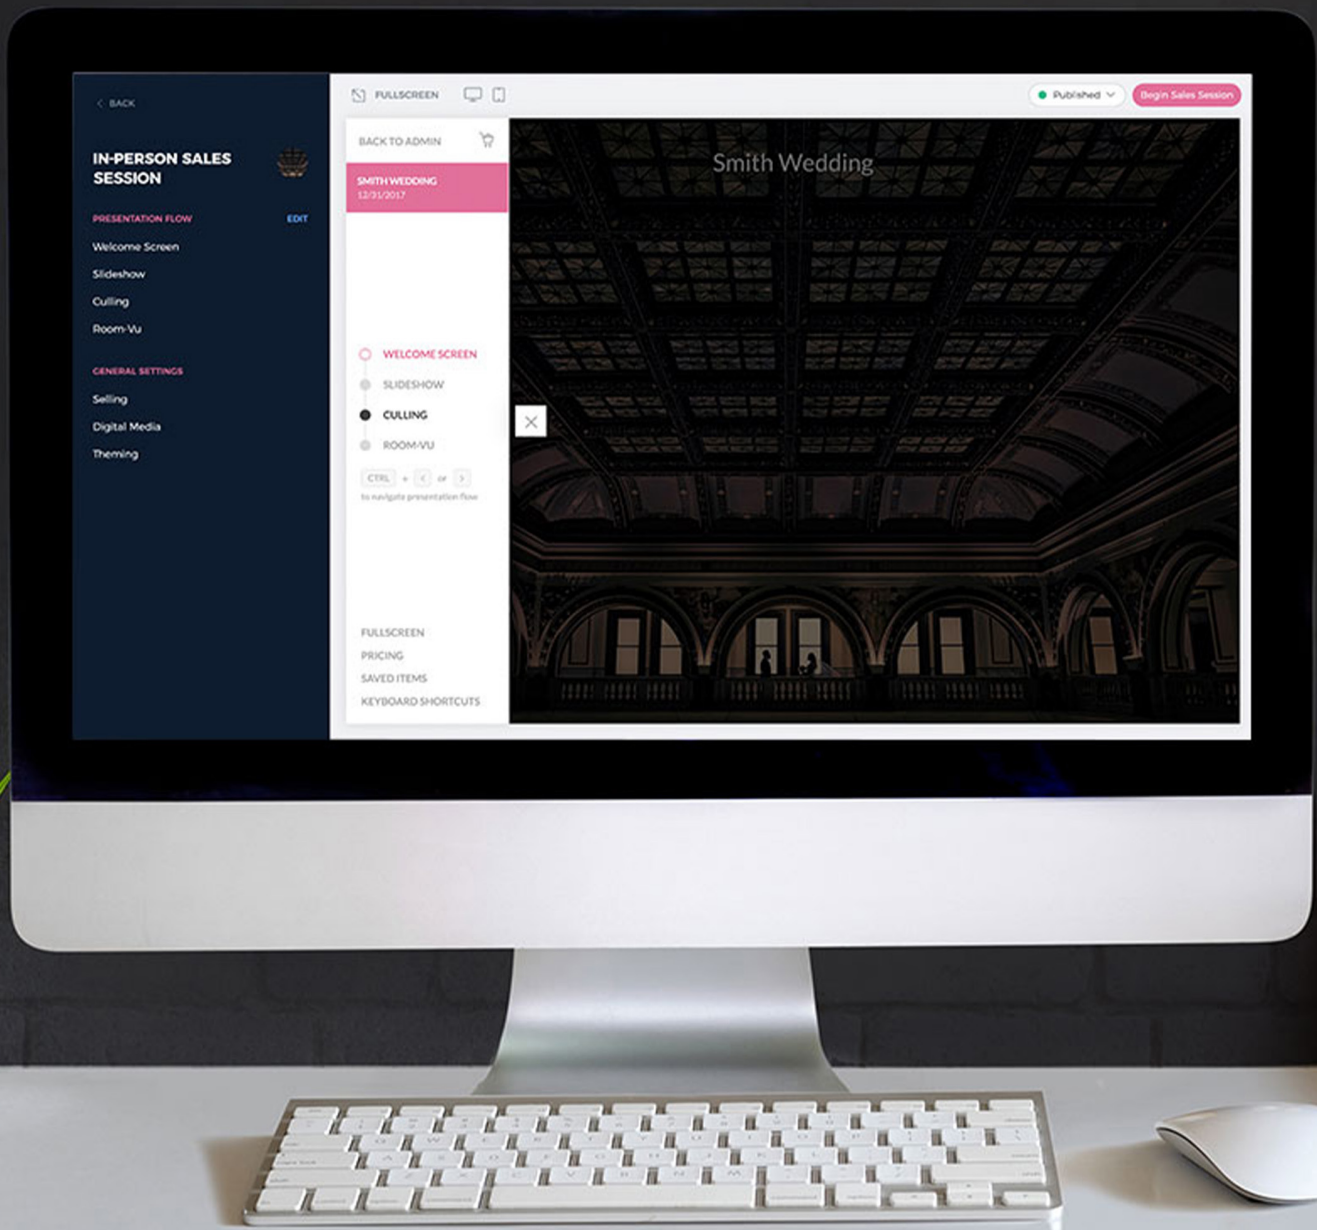 BACK
IN-PERSON SALES
SESSION
PRESENTATION FLOW EDIT
Welcome Screen
Slideshow
Culling
Room-Vu
GENERAL SETTINGS
Selling
Digital Media
Theming
FULLSCREEN
Published
Begin Sales Session
BACK TO ADMIN
SMITH WEDDING
12/31/2017
WELCOME SCREEN
SLIDESHOW
CULLING
ROOM-VU
CTRL + < or >
to navigate presentation flow
FULLSCREEN
PRICING
SAVED ITEMS
KEYBOARD SHORTCUTS
Smith Wedding